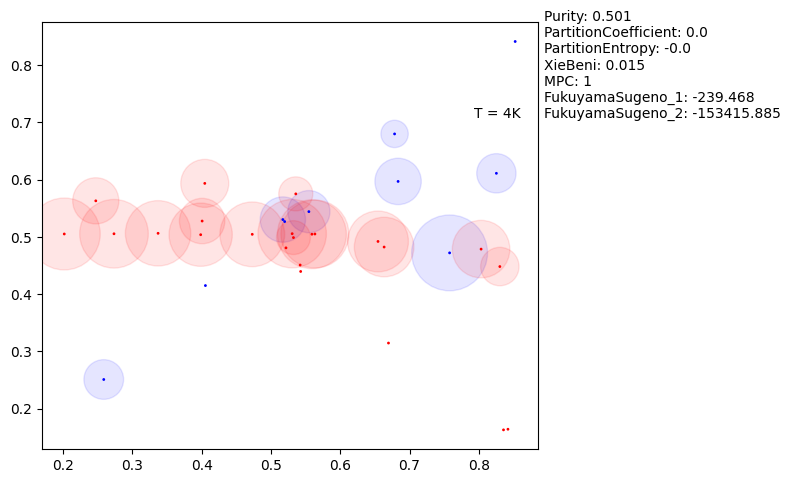 Purity: 0.501
PartitionCoefficient: 0.0
PartitionEntropy: -0.0
XieBeni: 0.015
MPC: 1
FukuyamaSugeno_1: -239.468
FukuyamaSugeno_2: -153415.885
T = 4K
0.8
0.7
0.6
0.5
0.4
0.3
0.2
0.2 0.3 0.4 0.5 0.6 0.7 0.8